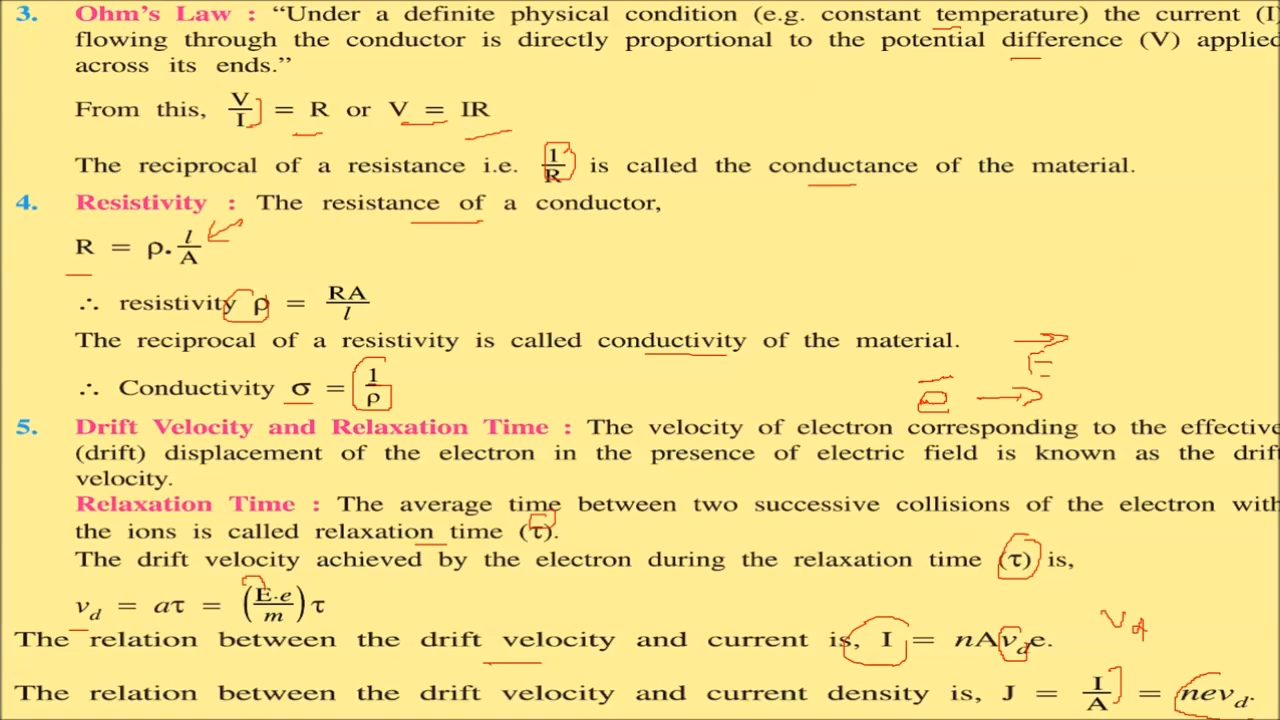 3. Ohm's Law : “Under a definite physical condition (e.g. constant temperature) the current (I)
flowing through the conductor is directly proportional to the potential difference (V) applied
across its ends.”
From this, V/I = R or V = IR
The reciprocal of a resistance i.e. 1/R is called the conductance of the material.
4. Resistivity : The resistance of a conductor,
R = ρ. l/A
∴ resistivity ρ = RA/l
The reciprocal of a resistivity is called conductivity of the material.
E
∴ Conductivity σ = 1/ρ
e
5. Drift Velocity and Relaxation Time : The velocity of electron corresponding to the effective
(drift) displacement of the electron in the presence of electric field is known as the drift
velocity.
Relaxation Time : The average time between two successive collisions of the electron with
the ions is called relaxation time (τ).
The drift velocity achieved by the electron during the relaxation time (τ) is,
v_d = aτ = (E·e/m) τ
V_d
The relation between the drift velocity and current is, I = nAv_de.
The relation between the drift velocity and current density is, J = I/A = nev_d.